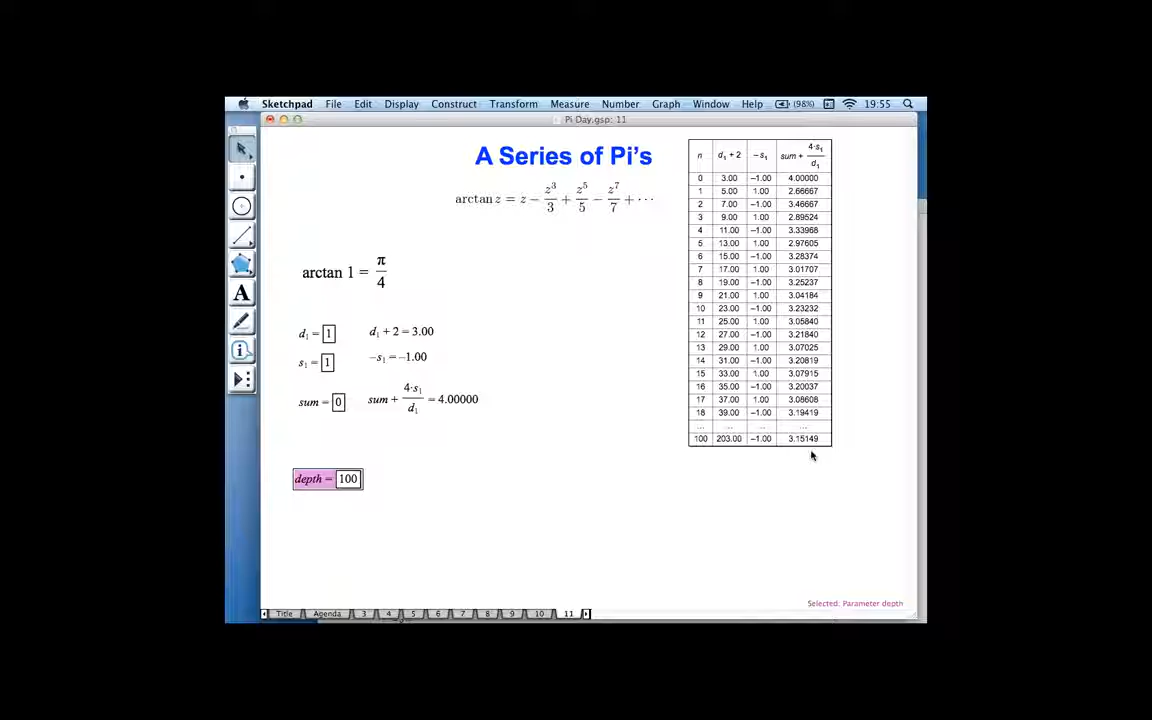 Sketchpad File Edit Display Construct Transform Measure Number Graph Window Help (98%) 19:55
Pi Day.gsp: 11
A Series of Pi's
arctan z = z − z³/3 + z⁵/5 − z⁷/7 + ⋯
arctan 1 = π/4
d₁ = 1 d₁ + 2 = 3.00
s₁ = 1 −s₁ = −1.00
sum = 0 sum + 4·s₁/d₁ = 4.00000
depth = 100
n d₁ + 2 −s₁ sum + 4·s₁/d₁
0 3.00 −1.00 4.00000
1 5.00 1.00 2.66667
2 7.00 −1.00 3.46667
3 9.00 1.00 2.89524
4 11.00 −1.00 3.33968
5 13.00 1.00 2.97605
6 15.00 −1.00 3.28374
7 17.00 1.00 3.01707
8 19.00 −1.00 3.25237
9 21.00 1.00 3.04184
10 23.00 −1.00 3.23232
11 25.00 1.00 3.05840
12 27.00 −1.00 3.21840
13 29.00 1.00 3.07025
14 31.00 −1.00 3.20819
15 33.00 1.00 3.07915
16 35.00 −1.00 3.20037
17 37.00 1.00 3.08608
18 39.00 −1.00 3.19419
... ... ... ...
100 203.00 −1.00 3.15149
A
Selected: Parameter depth
Title Agenda 3 4 5 6 7 8 9 10 11